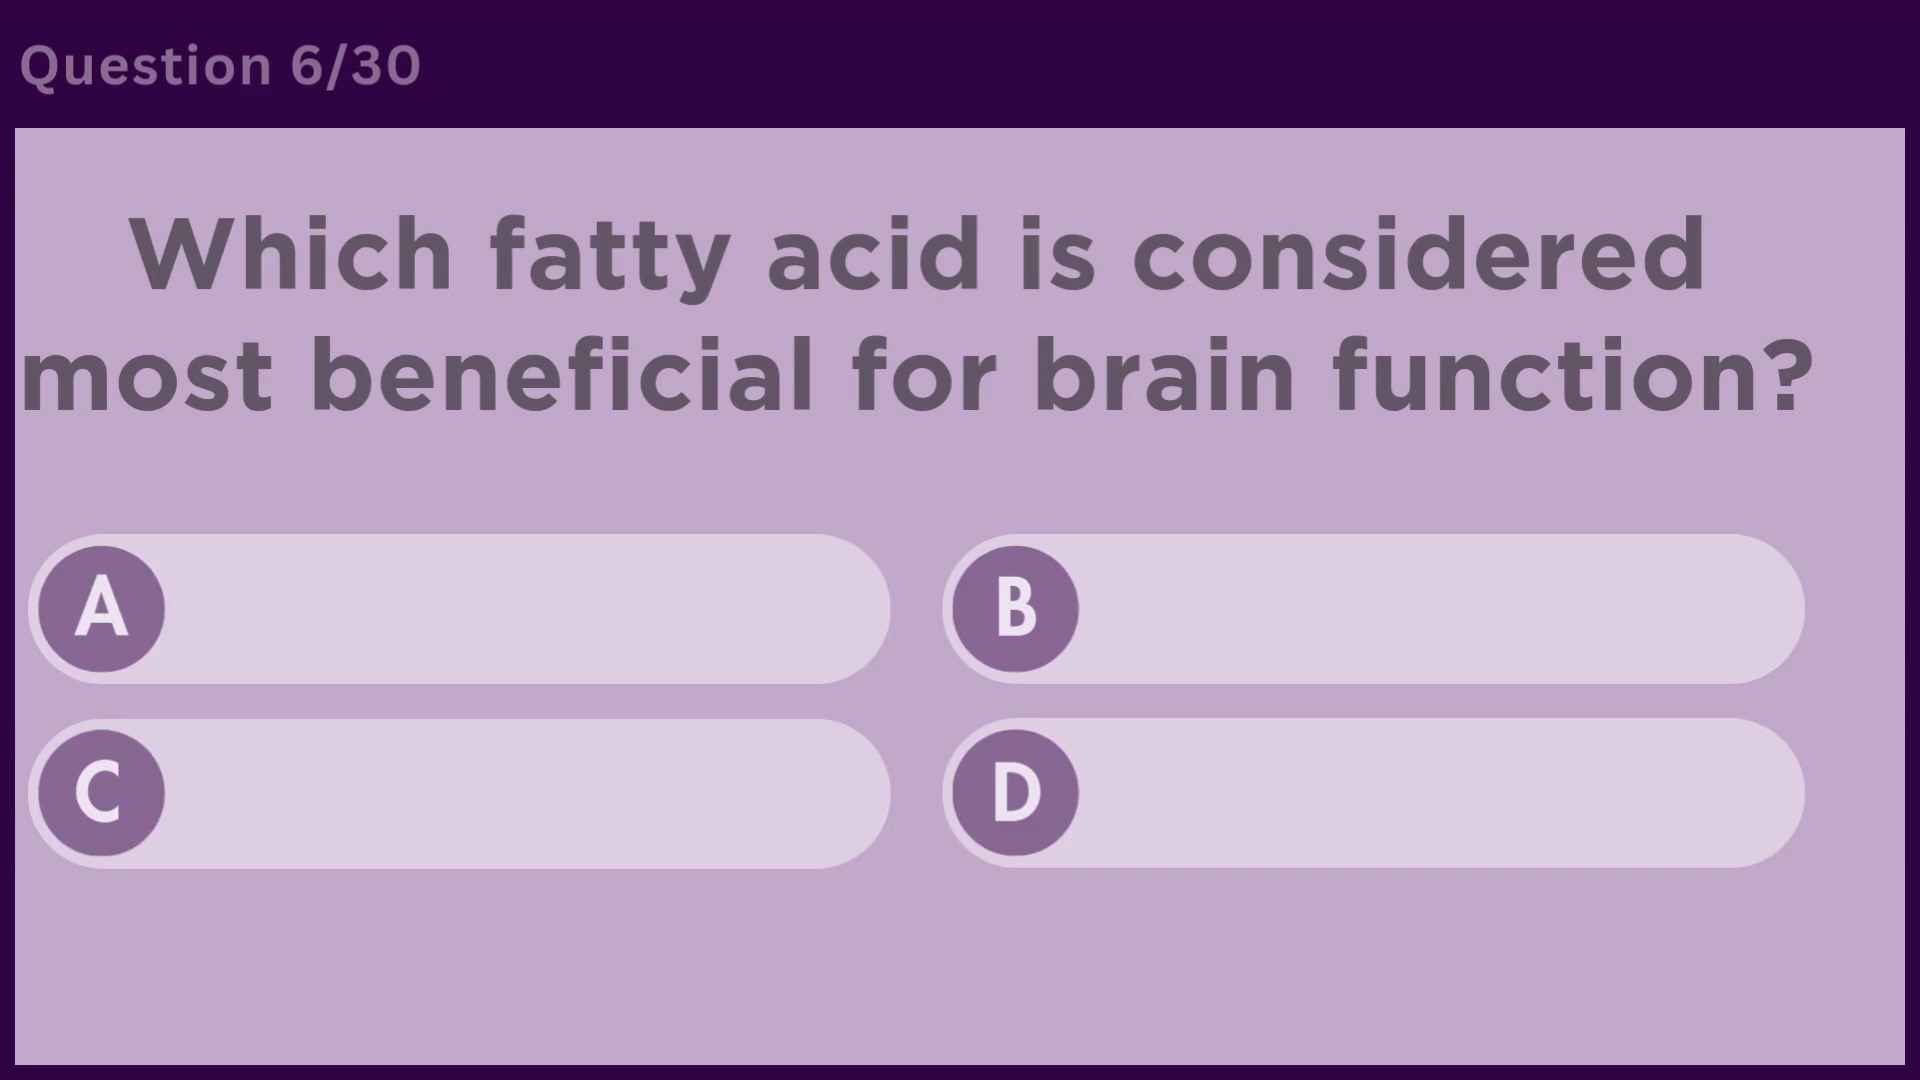 Question 6/30
Which fatty acid is considered
most beneficial for brain function?
A
B
C
D